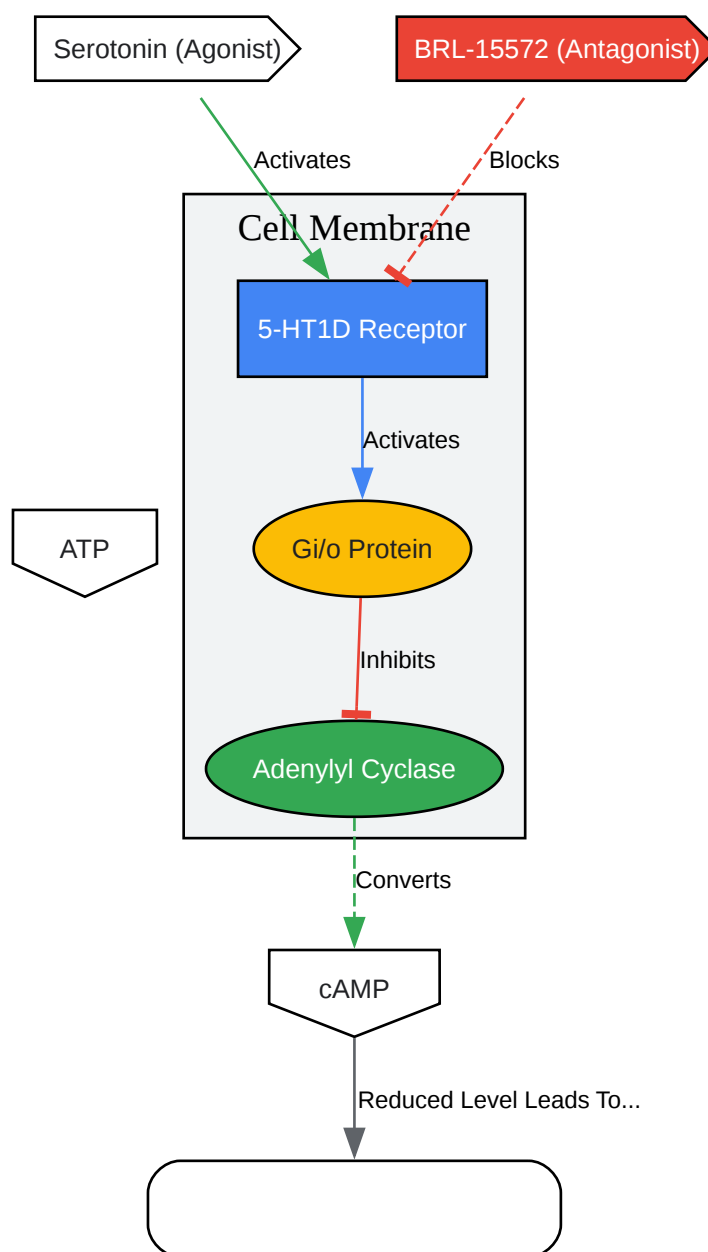 Serotonin (Agonist)
BRL-15572 (Antagonist)
Activates
Blocks
Cell Membrane
5-HT1D Receptor
Activates
ATP
Gi/o Protein
Inhibits
Adenylyl Cyclase
Converts
cAMP
Reduced Level Leads To...